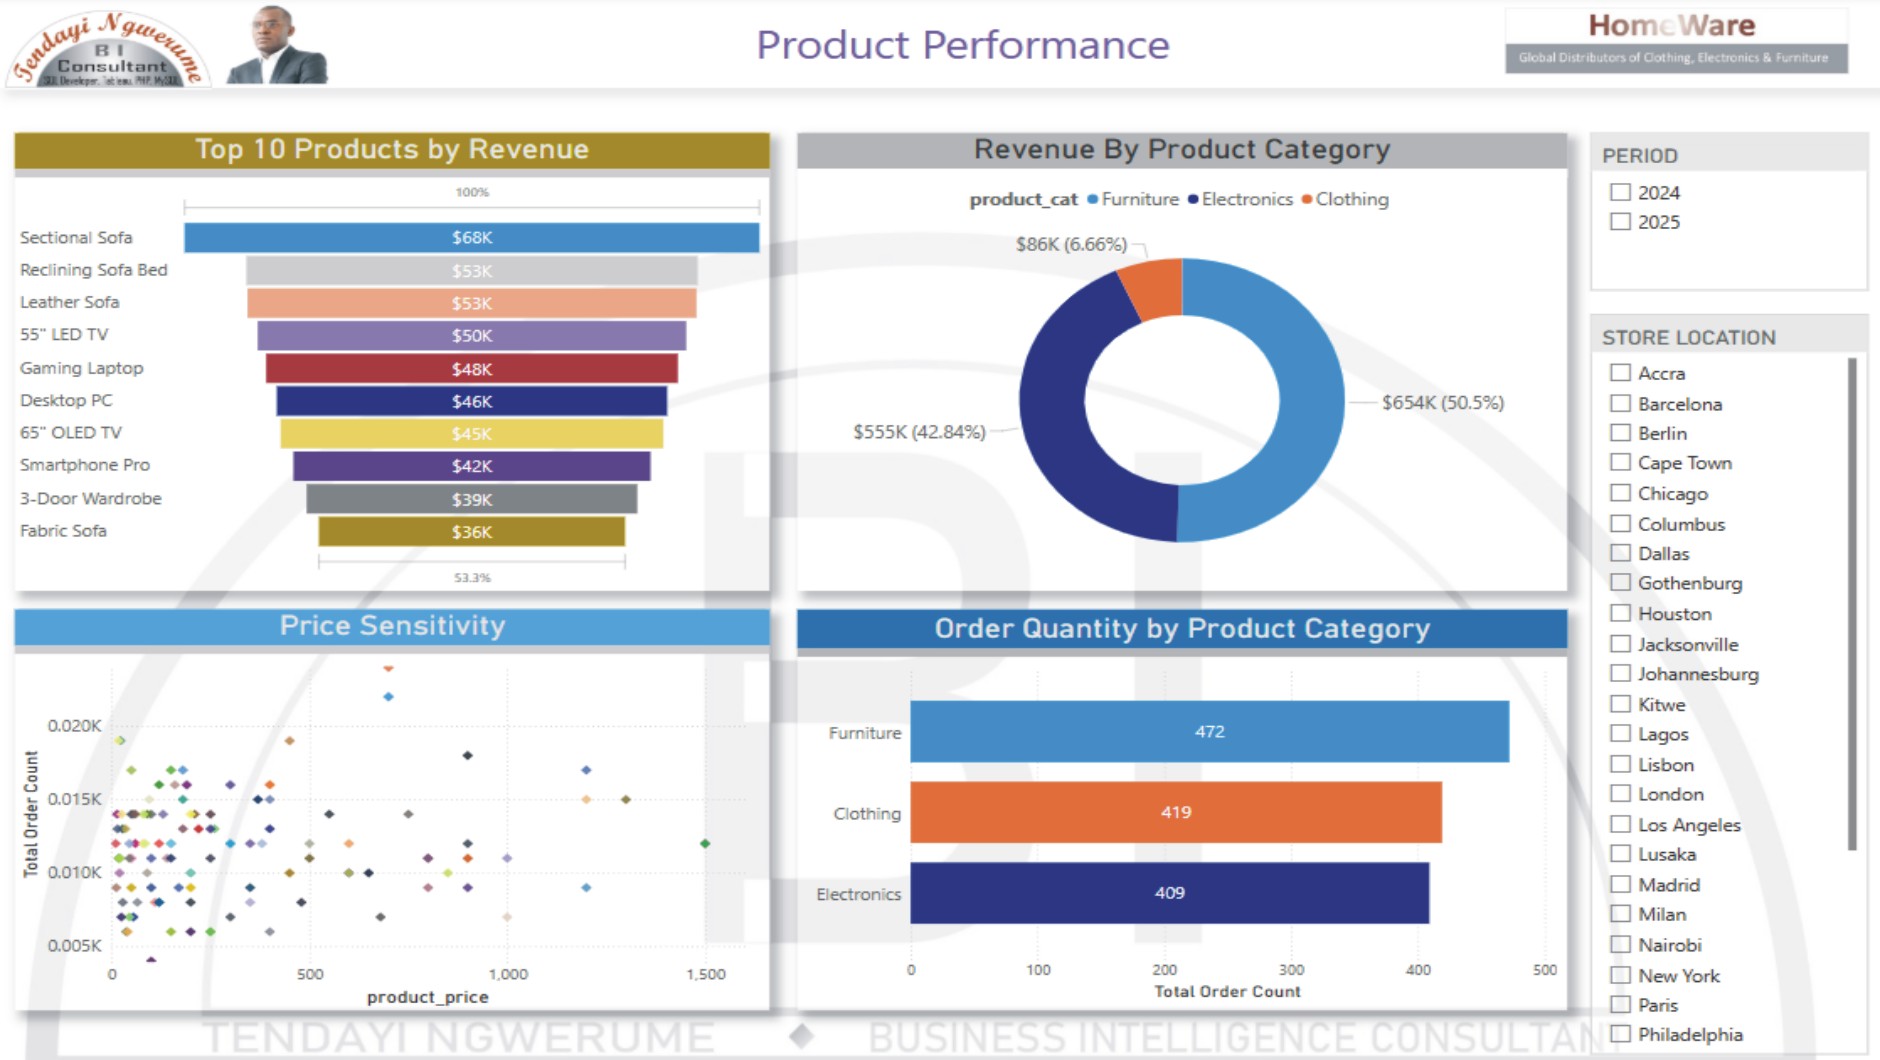 Tendayi Ngwerume
BI
Consultant
SQL Developer, Tableau, PHP, MySQL
Product Performance
HomeWare
Global Distributors of Clothing, Electronics & Furniture
Top 10 Products by Revenue
100%
Sectional Sofa $68K
Reclining Sofa Bed $53K
Leather Sofa $53K
55" LED TV $50K
Gaming Laptop $48K
Desktop PC $46K
65" OLED TV $45K
Smartphone Pro $42K
3-Door Wardrobe $39K
Fabric Sofa $36K
53.3%
Revenue By Product Category
product_cat Furniture Electronics Clothing
$86K (6.66%)
$654K (50.5%)
$555K (42.84%)
Price Sensitivity
Total Order Count
0.020K
0.015K
0.010K
0.005K
0 500 1,000 1,500
product_price
Order Quantity by Product Category
Furniture 472
Clothing 419
Electronics 409
0 100 200 300 400 500
Total Order Count
PERIOD
2024
2025
STORE LOCATION
Accra
Barcelona
Berlin
Cape Town
Chicago
Columbus
Dallas
Gothenburg
Houston
Jacksonville
Johannesburg
Kitwe
Lagos
Lisbon
London
Los Angeles
Lusaka
Madrid
Milan
Nairobi
New York
Paris
Philadelphia
BI
TENDAYI NGWERUME BUSINESS INTELLIGENCE CONSULTANT